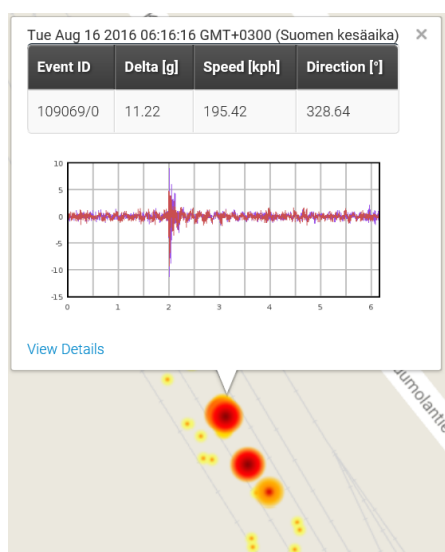 Tue Aug 16 2016 06:16:16 GMT+0300 (Suomen kesäaika) ×
Event ID Delta [g] Speed [kph] Direction [°]
109069/0 11.22 195.42 328.64
10
5
0
-5
-10
-15
0 1 2 3 4 5 6
View Details
uumolantie